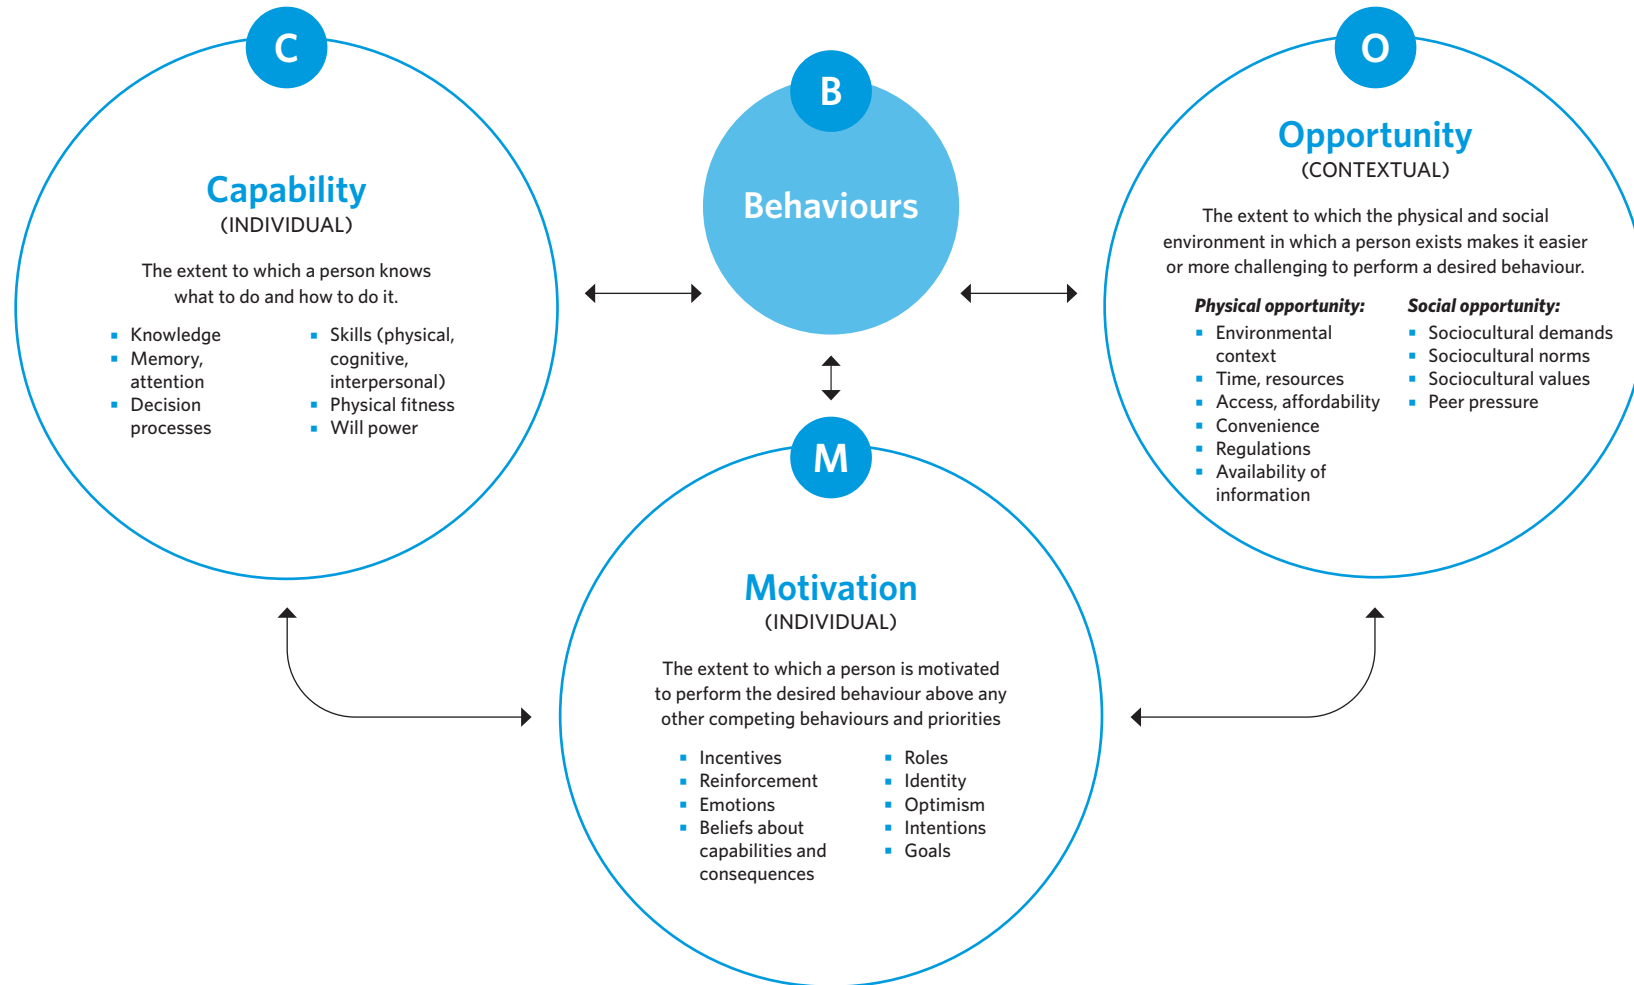 C
Capability
(INDIVIDUAL)
The extent to which a person knows
what to do and how to do it.
Knowledge
Memory,
attention
Decision
processes
Skills (physical,
cognitive,
interpersonal)
Physical fitness
Will power
B
Behaviours
O
Opportunity
(CONTEXTUAL)
The extent to which the physical and social
environment in which a person exists makes it easier
or more challenging to perform a desired behaviour.
Physical opportunity:
Environmental
context
Time, resources
Access, affordability
Convenience
Regulations
Availability of
information
Social opportunity:
Sociocultural demands
Sociocultural norms
Sociocultural values
Peer pressure
M
Motivation
(INDIVIDUAL)
The extent to which a person is motivated
to perform the desired behaviour above any
other competing behaviours and priorities
Incentives
Reinforcement
Emotions
Beliefs about
capabilities and
consequences
Roles
Identity
Optimism
Intentions
Goals